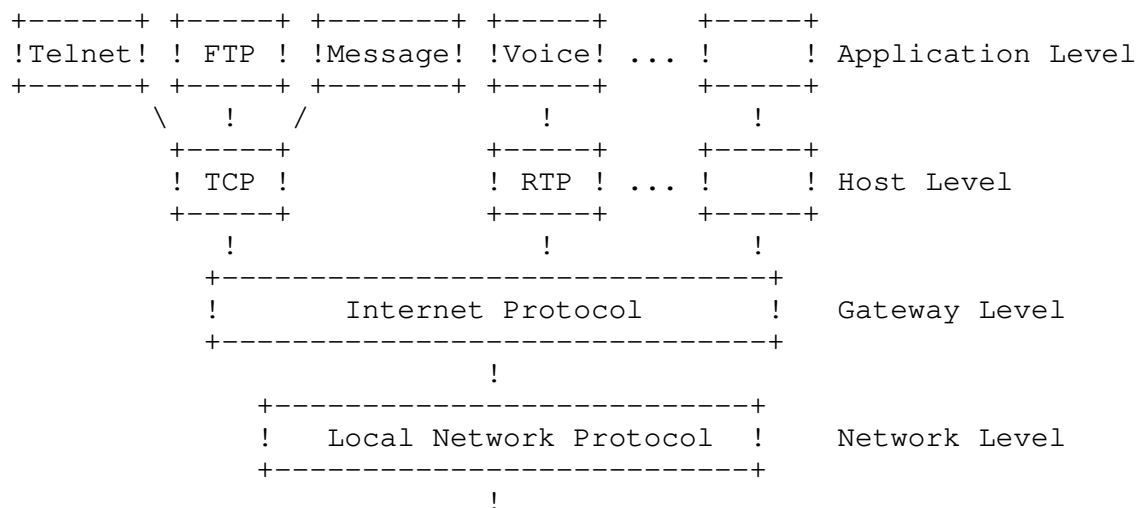 +------+ +-----+ +-------+ +-----+      +-----+
!Telnet! ! FTP ! !Message! !Voice! ... !     ! Application Level
+------+ +-----+ +-------+ +-----+      +-----+
\ ! / ! !
+-----+ +-----+ +-----+
! TCP ! ! RTP ! ... !     ! Host Level
+-----+ +-----+ +-----+
! ! !
+-------------------------------+
! Internet Protocol ! Gateway Level
+-------------------------------+
!
+---------------------------+
! Local Network Protocol ! Network Level
+---------------------------+
!